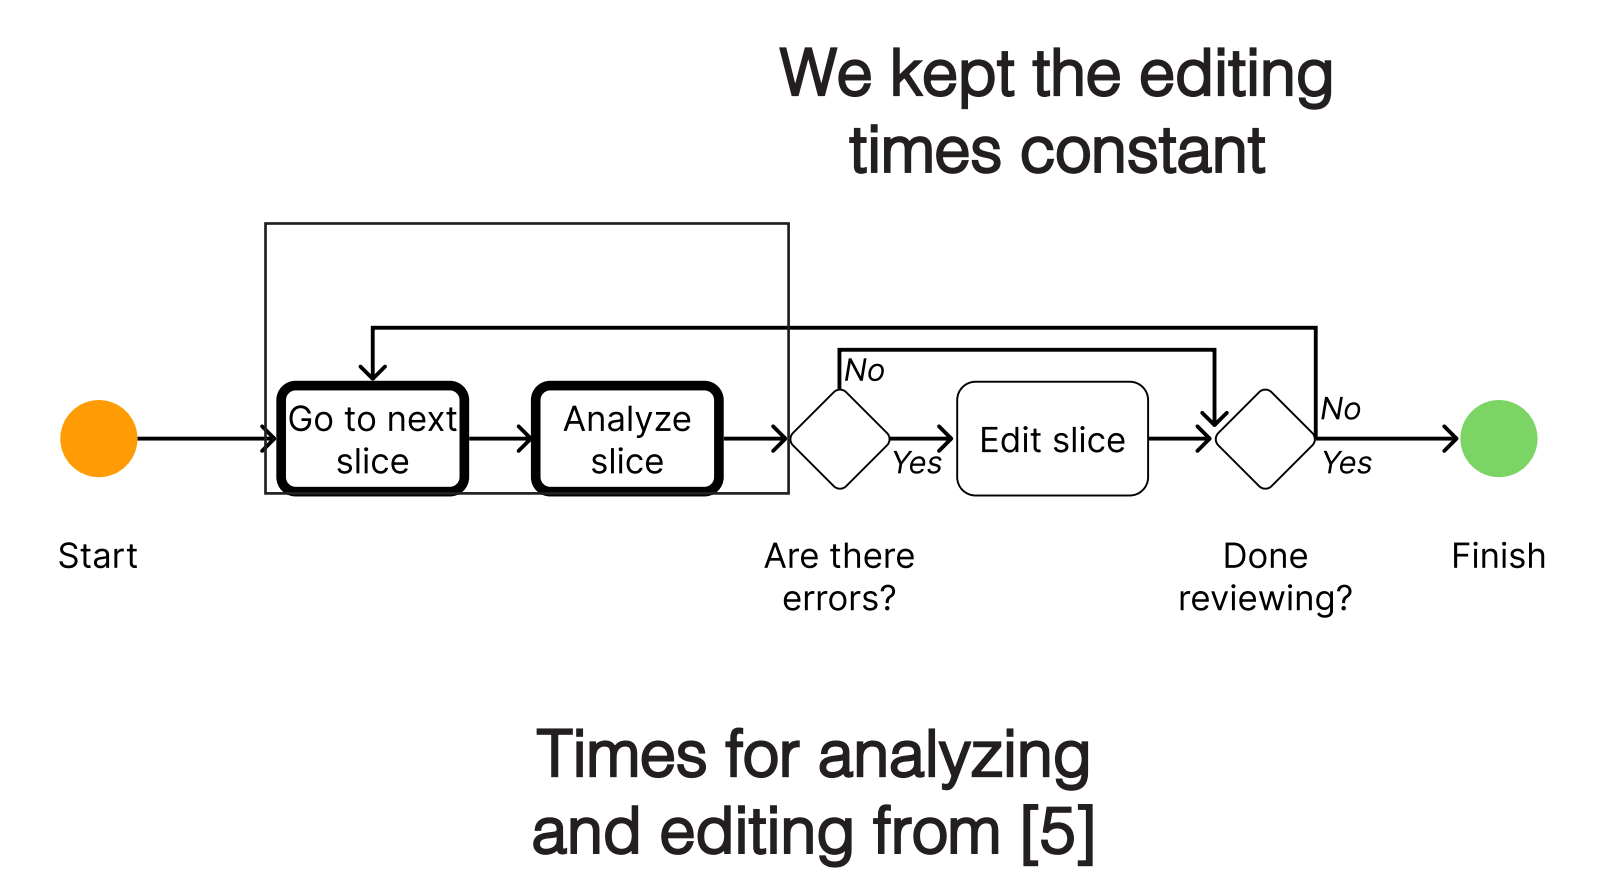 We kept the editing
times constant
Go to next
slice
Analyze
slice
No
Yes
Edit slice
No
Yes
Start
Are there
errors?
Done
reviewing?
Finish
Times for analyzing
and editing from [5]